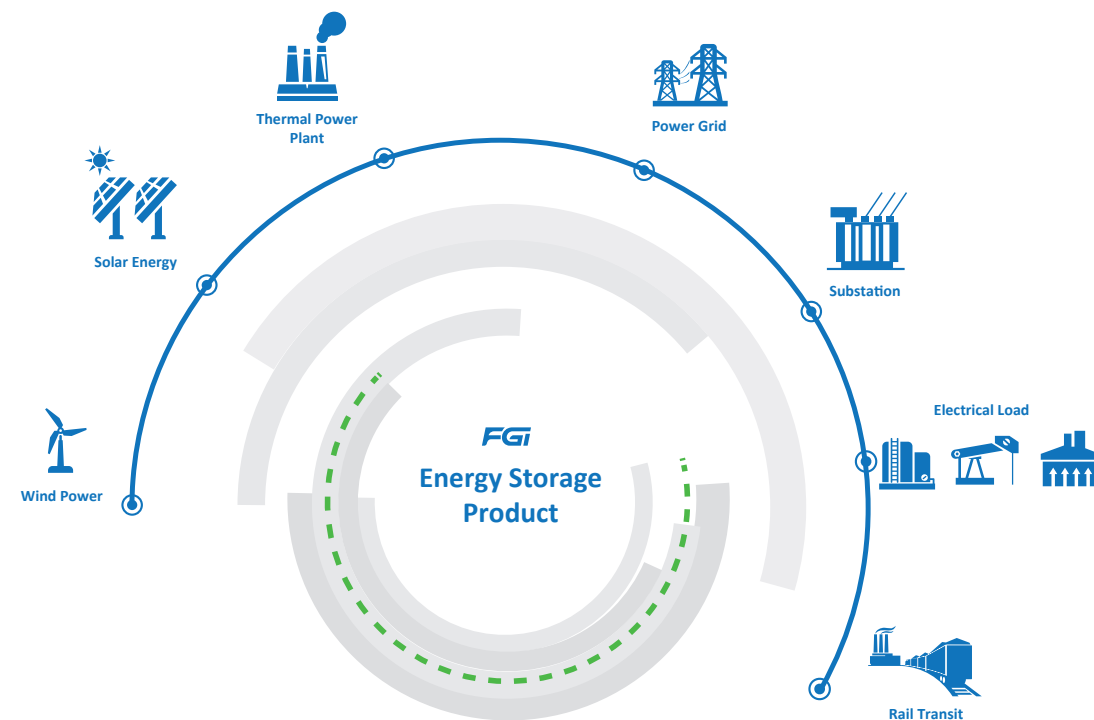 Thermal Power
Plant
Power Grid
Solar Energy
Substation
Electrical Load
FGI
Energy Storage
Product
Wind Power
Rail Transit